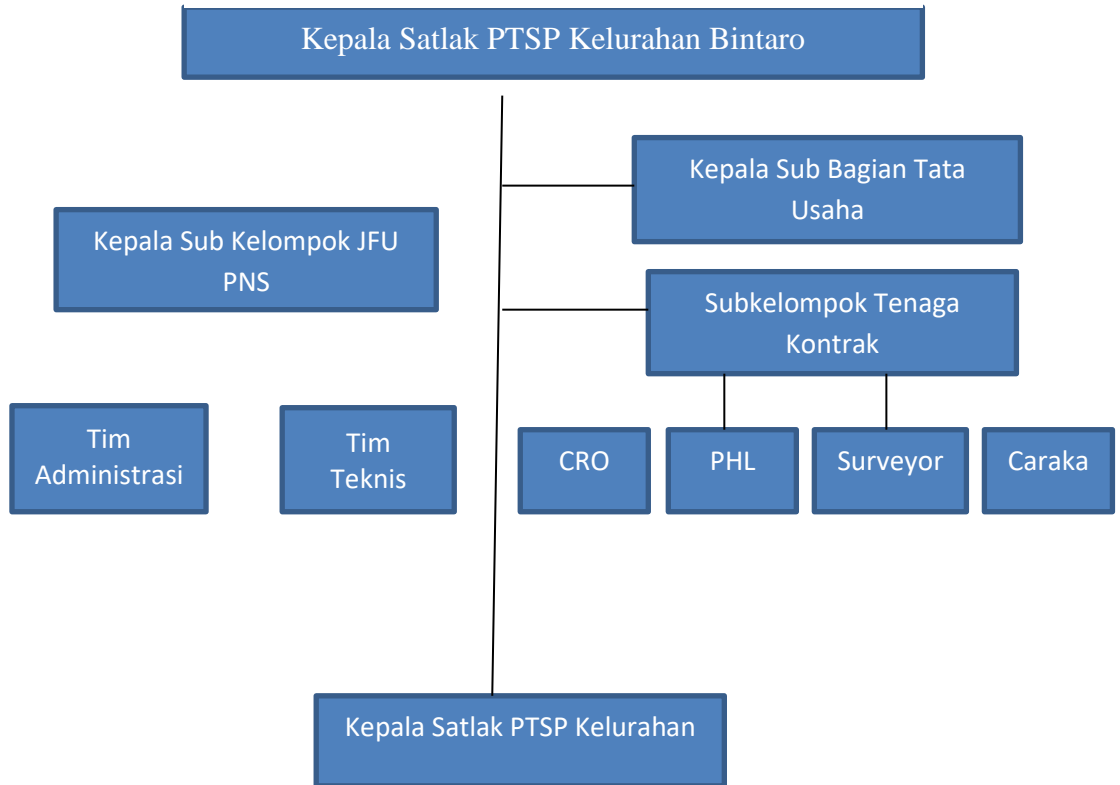 Kepala Satlak PTSP Kelurahan Bintaro
Kepala Sub Bagian Tata
Usaha
Kepala Sub Kelompok JFU
PNS
Subkelompok Tenaga
Kontrak
Tim
Administrasi
Tim
Teknis
CRO
PHL
Surveyor
Caraka
Kepala Satlak PTSP Kelurahan